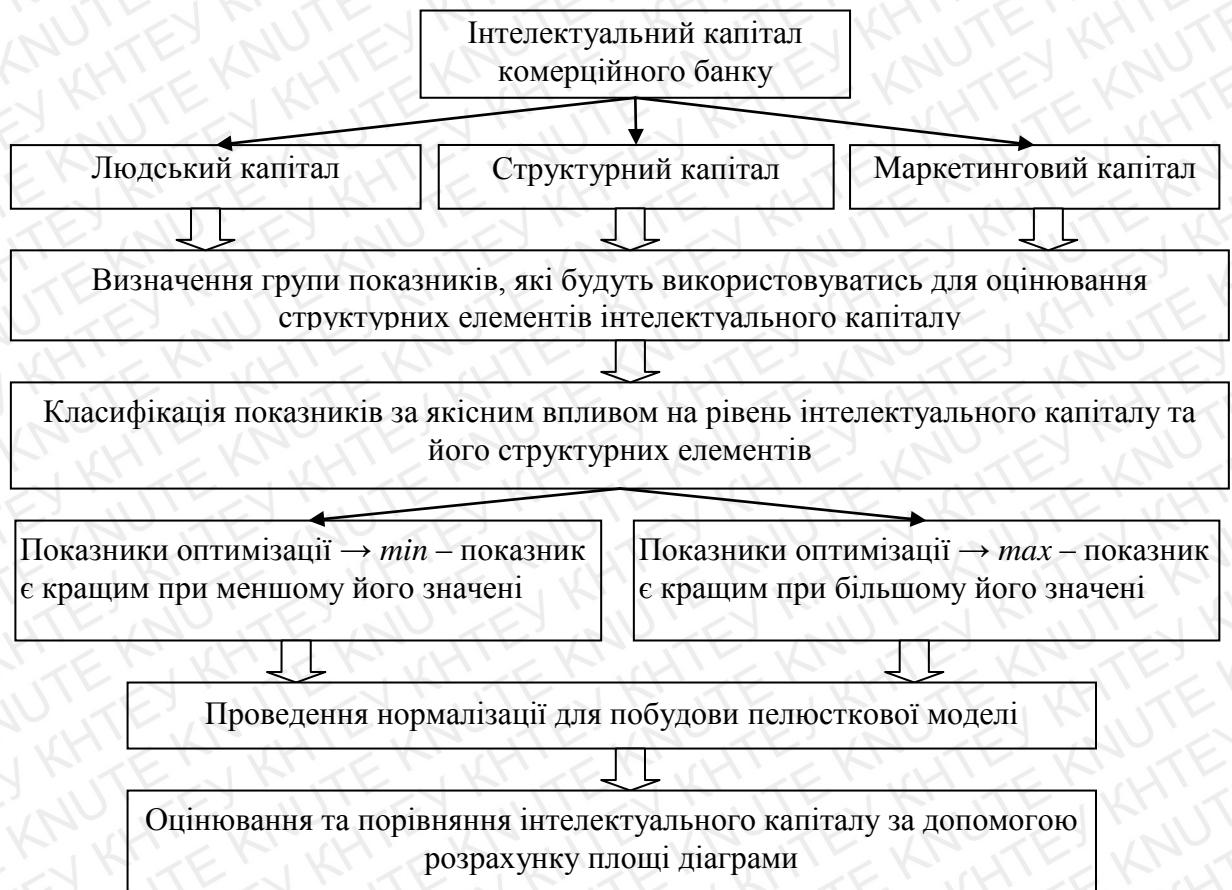 Інтелектуальний капітал
комерційного банку
Людський капітал
Структурний капітал
Маркетинговий капітал
Визначення групи показників, які будуть використовуватись для оцінювання
структурних елементів інтелектуального капіталу
Класифікація показників за якісним впливом на рівень інтелектуального капіталу та
його структурних елементів
Показники оптимізації → min – показник
є кращим при меншому його значені
Показники оптимізації → max – показник
є кращим при більшому його значені
Проведення нормалізації для побудови пелюсткової моделі
Оцінювання та порівняння інтелектуального капіталу за допомогою
розрахунку площі діаграми